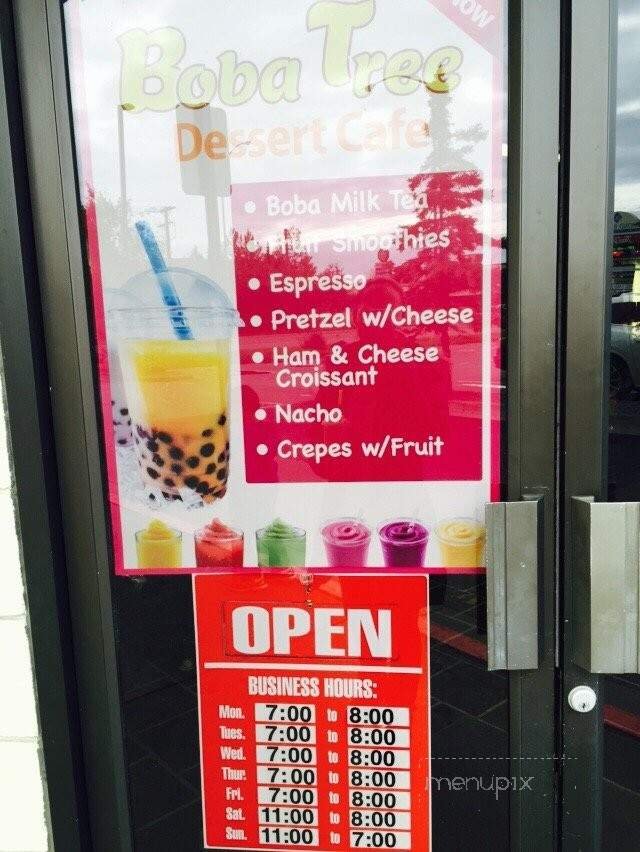 NOW
Boba Tree
Dessert Cafe
• Boba Milk Tea
• Fruit Smoothies
• Espresso
• Pretzel w/Cheese
• Ham & Cheese
Croissant
• Nacho
• Crepes w/Fruit
OPEN
BUSINESS HOURS:
Mon. 7:00 to 8:00
Tues. 7:00 to 8:00
Wed. 7:00 to 8:00
Thur. 7:00 to 8:00
Fri. 7:00 to 8:00
Sat. 11:00 to 8:00
Sun. 11:00 to 7:00
menupix